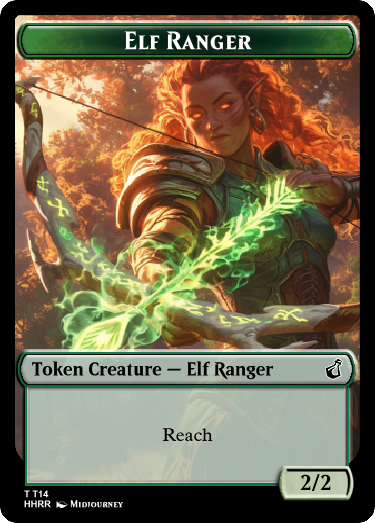 Elf Ranger
Token Creature — Elf Ranger
Reach
2/2
T T14
HHRR Midjourney